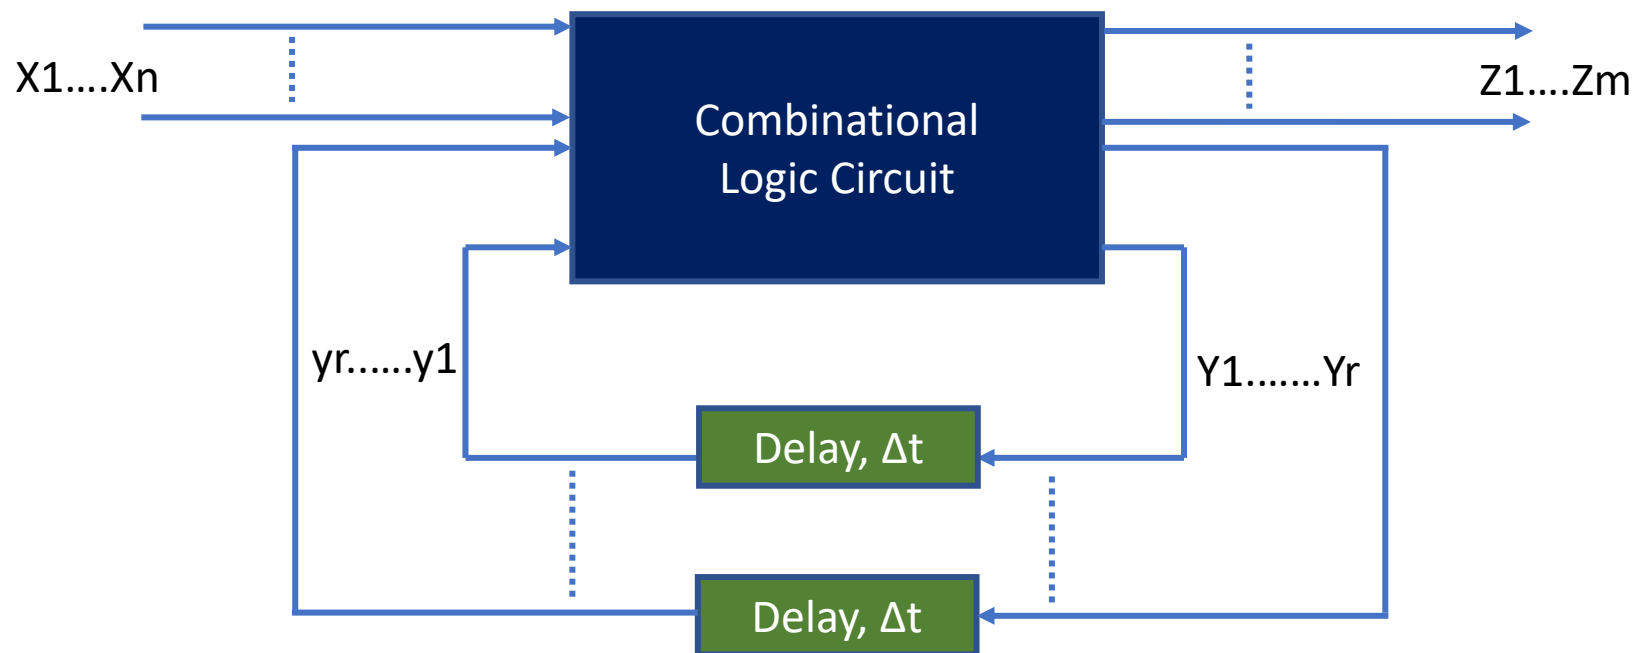 X1....Xn
Combinational
Logic Circuit
Z1....Zm
yr......y1
Y1.......Yr
Delay, Δt
Delay, Δt